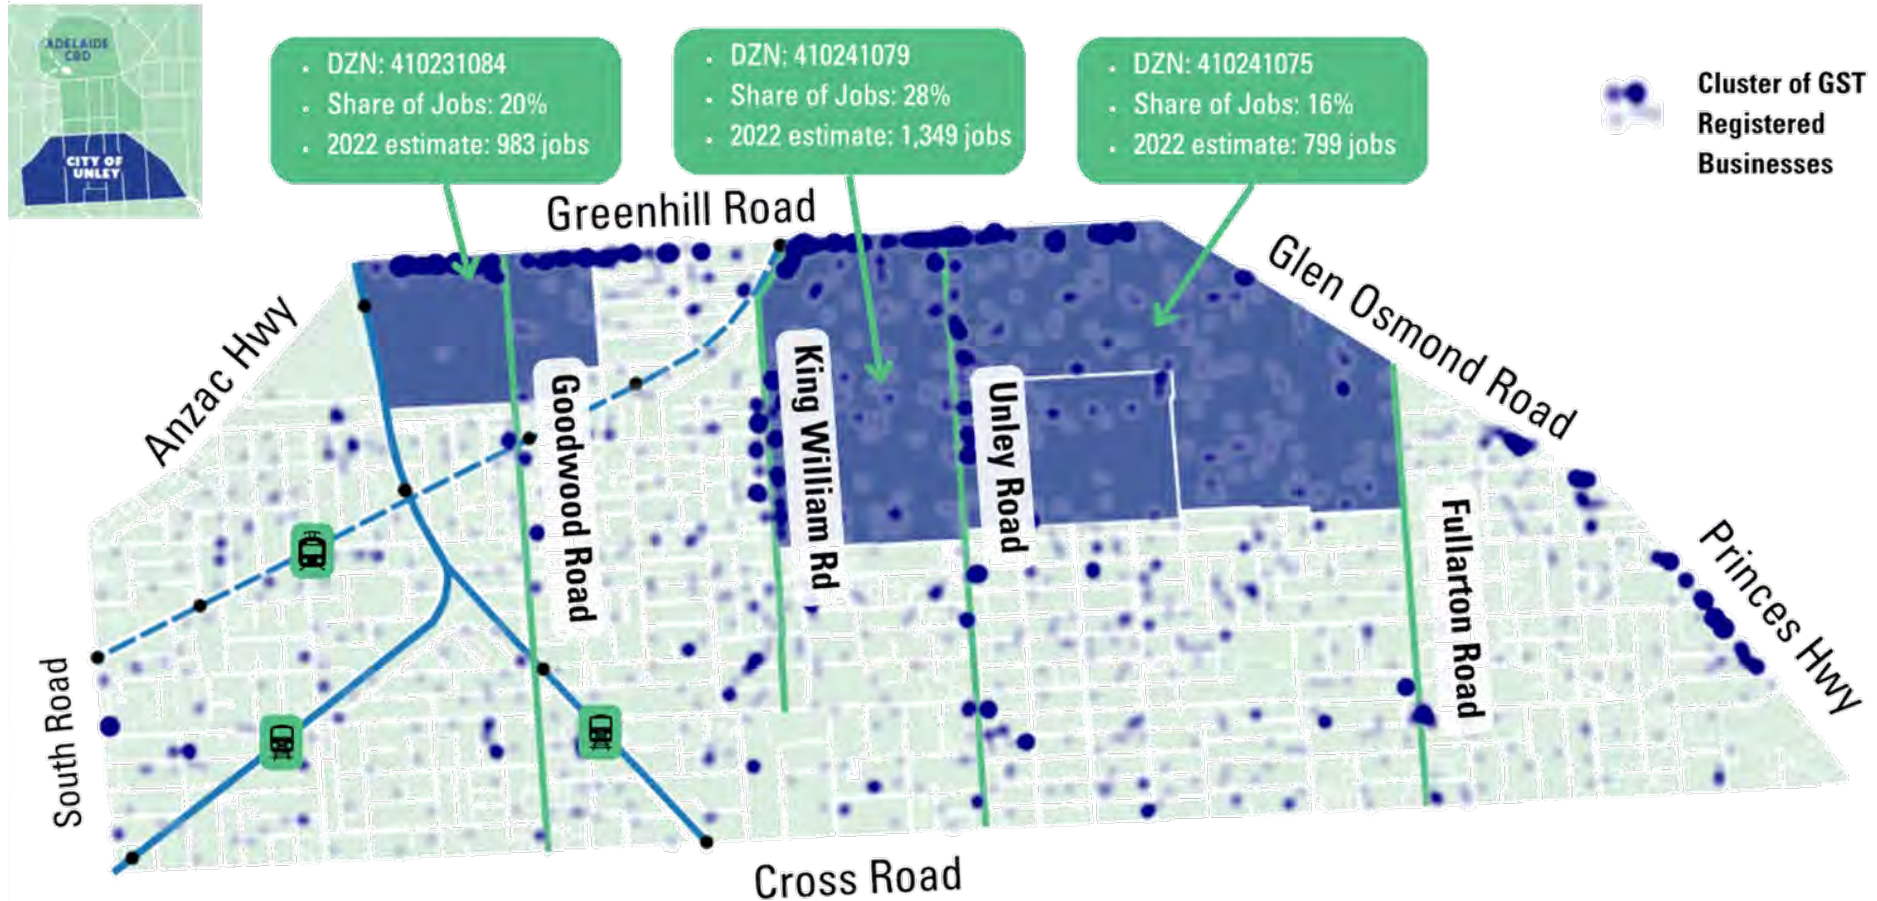 ADELAIDE
CBD
CITY OF
UNLEY
• DZN: 410231084
• Share of Jobs: 20%
• 2022 estimate: 983 jobs
• DZN: 410241079
• Share of Jobs: 28%
• 2022 estimate: 1,349 jobs
• DZN: 410241075
• Share of Jobs: 16%
• 2022 estimate: 799 jobs
Cluster of GST
Registered
Businesses
Greenhill Road
Anzac Hwy
Glen Osmond Road
Goodwood Road
King William Rd
Unley Road
Fullarton Road
Princes Hwy
South Road
Cross Road